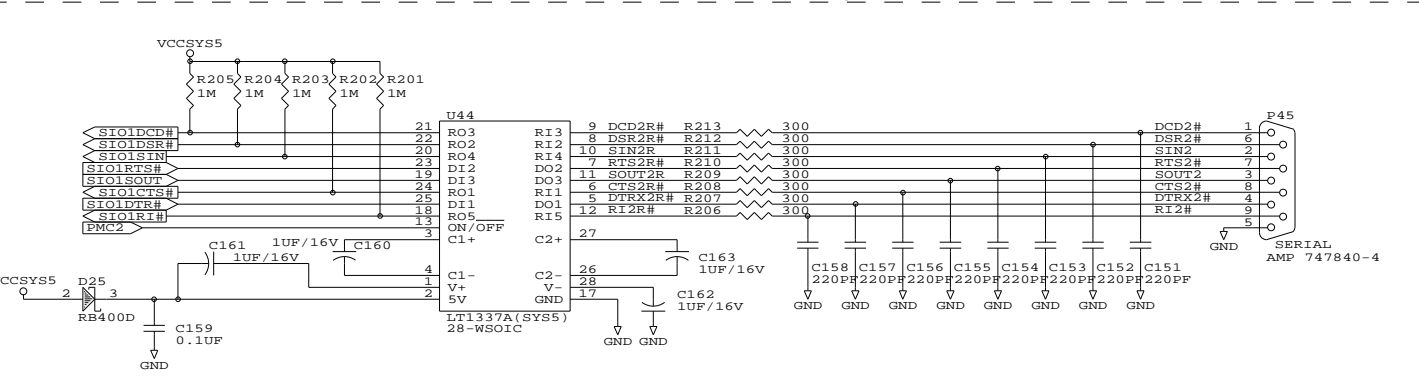 VCCSYS5
R205 R204 R203 R202 R201
1M 1M 1M 1M 1M
U44
P45
SIO1DCD# 21 RO3 RI3 9 DCD2R# R213 300 DCD2# 1
SIO1DSR# 22 RO2 RI2 8 DSR2R# R212 300 DSR2# 6
SIO1SIN 20 RO4 RI4 10 SIN2R R211 300 SIN2 2
SIO1RTS# 23 DI2 DO2 7 RTS2R# R210 300 RTS2# 7
SIO1SOUT 19 DI3 DO3 11 SOUT2R R209 300 SOUT2 3
SIO1CTS# 24 RO1 RI1 6 CTS2R# R208 300 CTS2# 8
SIO1DTR# 25 DI1 DO1 5 DTRX2R# R207 300 DTRX2# 4
SIO1RI# 18 RO5 RI5 12 RI2R# R206 300 RI2# 9
PMC2 13 ON/OFF 5
GND
SERIAL
AMP 747840-4
3 C1+ C2+ 27
1UF/16V C160
C161
1UF/16V
C163
1UF/16V
4 C1- C2- 26
1 V+ V- 28
2 5V GND 17
C162
1UF/16V
LT1337A(SYS5)
28-WSOIC
GND GND
CCSYS5
2 D25 3
RB400D
C159
0.1UF
GND
C158 C157 C156 C155 C154 C153 C152 C151
220PF 220PF 220PF 220PF 220PF 220PF 220PF 220PF
GND GND GND GND GND GND GND GND